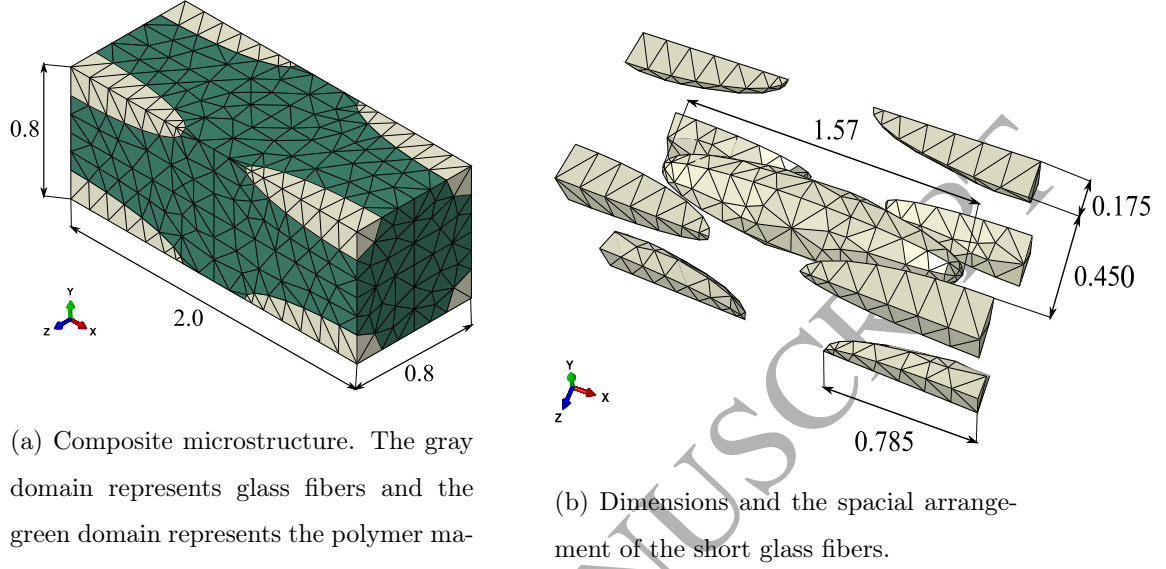 0.8
2.0
0.8
Y
Z
X
1.57
0.175
0.450
0.785
Y
X
Z
(a) Composite microstructure. The gray
domain represents glass fibers and the
green domain represents the polymer ma-
(b) Dimensions and the spacial arrange-
ment of the short glass fibers.
NUSCRIPT